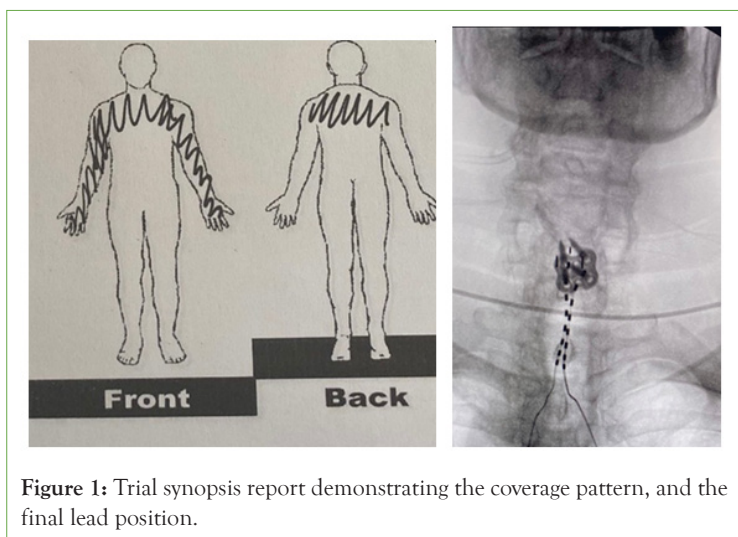 Front
Back
Figure 1: Trial synopsis report demonstrating the coverage pattern, and the
final lead position.